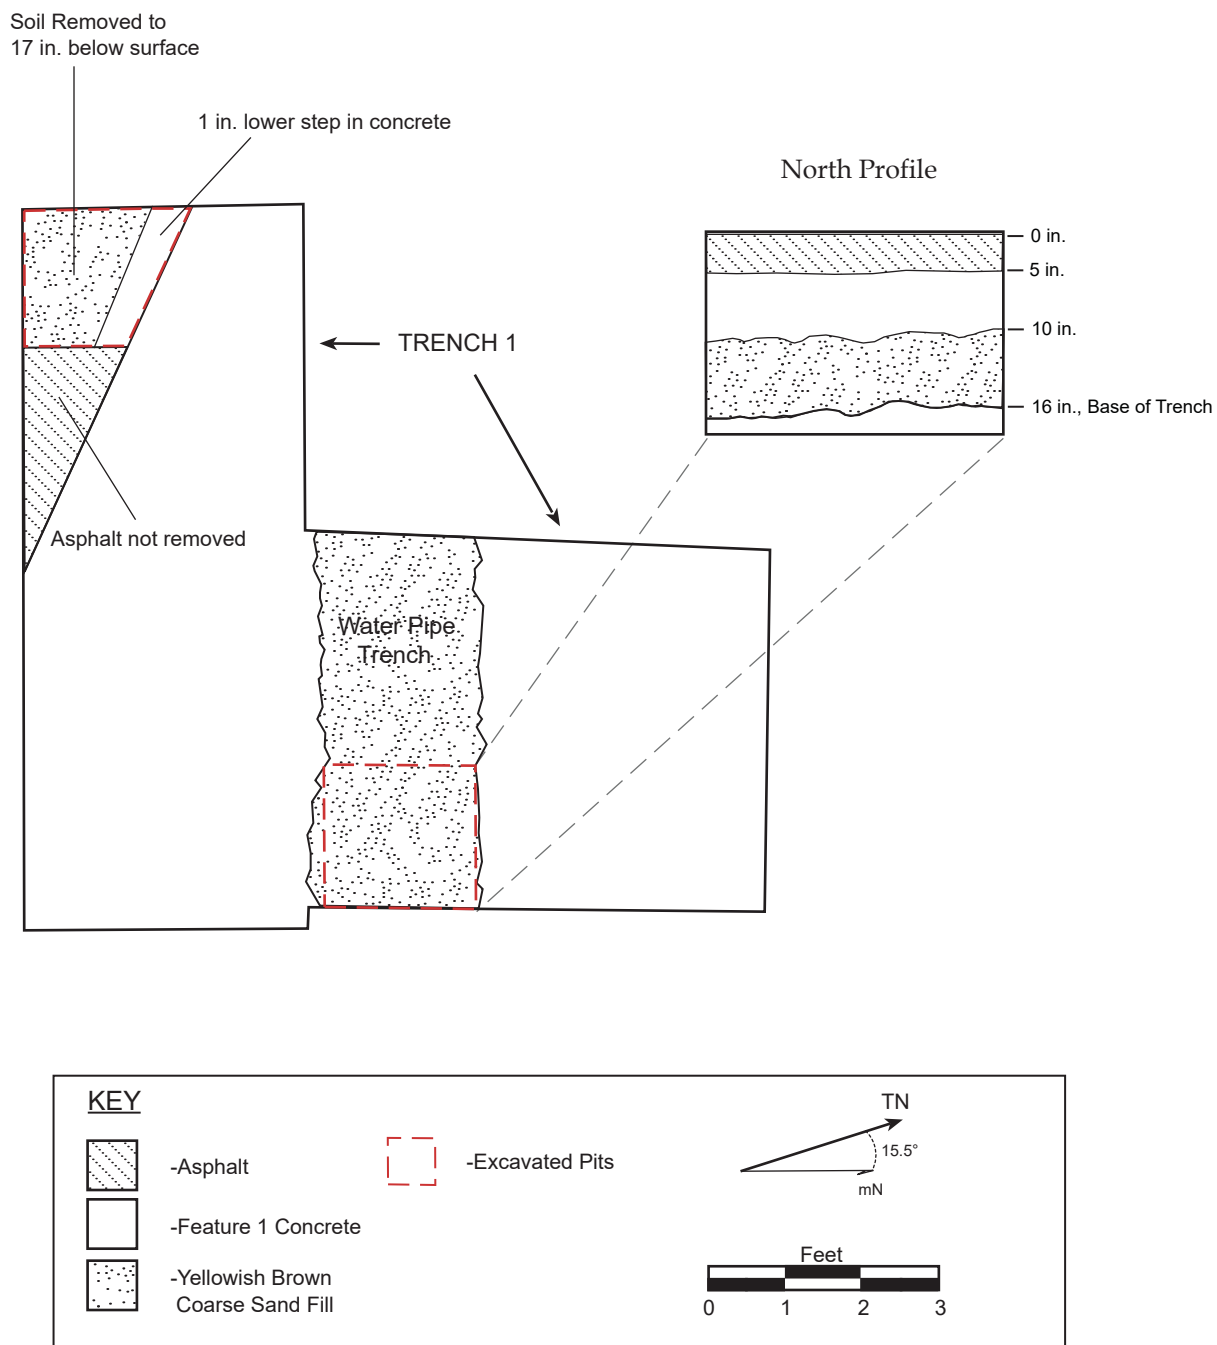 Soil Removed to
17 in. below surface
1 in. lower step in concrete
North Profile
0 in.
5 in.
10 in.
16 in., Base of Trench
TRENCH 1
Asphalt not removed
Water Pipe
Trench
KEY
-Asphalt
-Feature 1 Concrete
-Yellowish Brown
Coarse Sand Fill
-Excavated Pits
TN
15.5°
mN
Feet
0 1 2 3